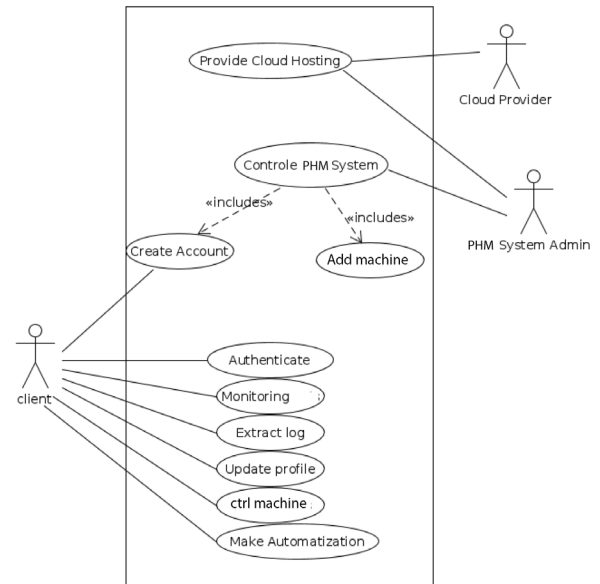 Provide Cloud Hosting
Cloud Provider
Controle PHM System
«includes»
«includes»
PHM System Admin
Create Account
Add machine
client
Authenticate
Monitoring
Extract log
Update profile
ctrl machine
Make Automatization